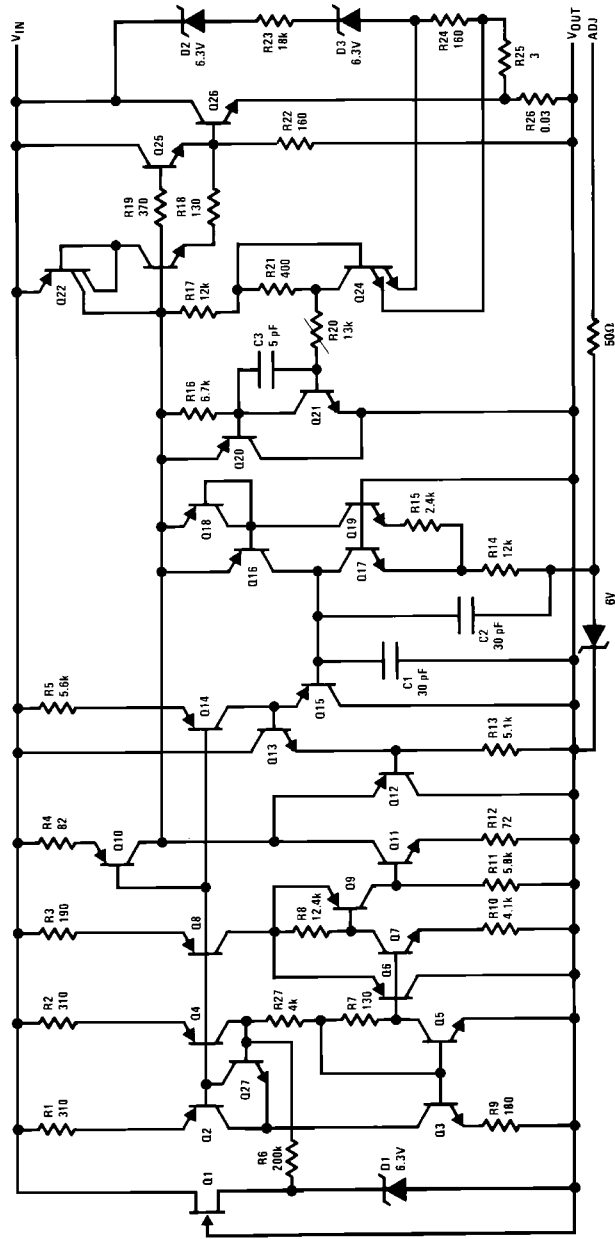 VIN
R1
310
R2
310
R3
190
R4
82
R5
5.6k
Q1
Q2
Q4
Q8
Q10
Q14
Q22
Q25
Q26
D2
6.3V
R23
18k
D3
6.3V
R24
160
R25
3
R26
0.03
R19
370
R18
130
R22
160
R17
12k
R21
400
Q24
R20
13k
C3
5 pF
R16
6.7k
Q20
Q21
Q18
Q16
Q19
Q17
R15
2.4k
R14
12k
C2
30 pF
C1
30 pF
Q15
Q13
Q12
R13
5.1k
Q11
R12
72
Q9
R11
5.8k
R8
12.4k
Q7
R10
4.1k
Q6
R27
4k
R7
130
Q27
Q5
Q3
R9
180
R6
200k
D1
6.3V
6V
50Ω
VOUT
ADJ